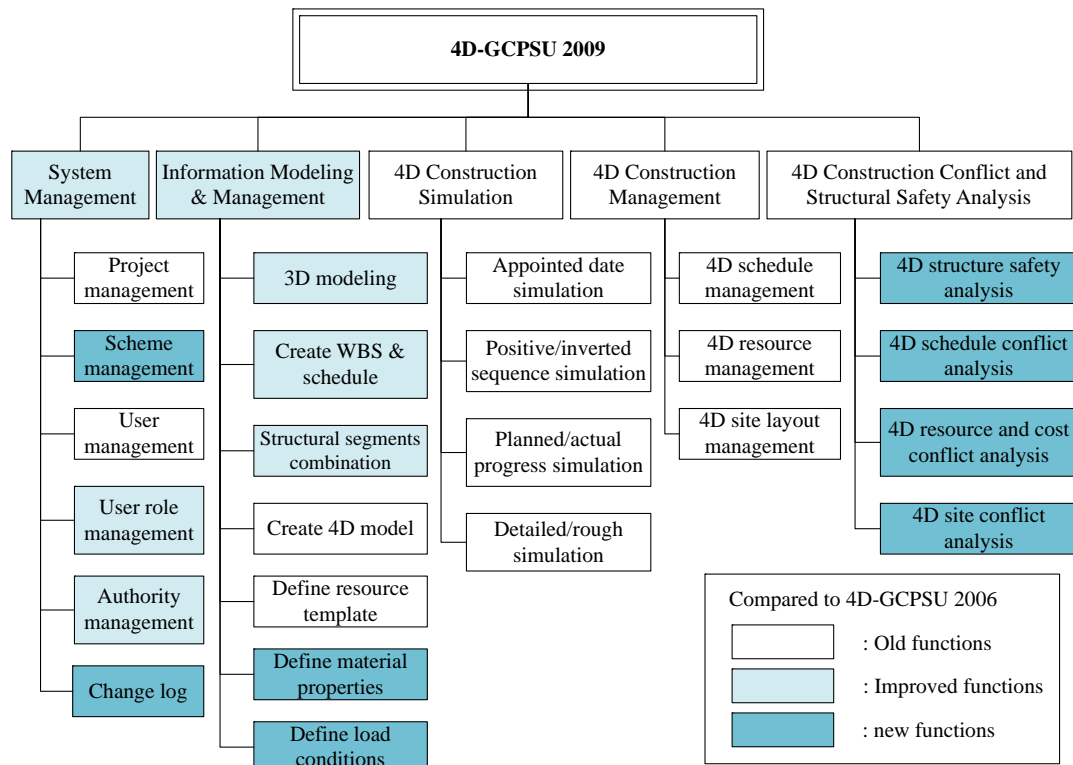 4D-GCPSU 2009
System
Management
Information Modeling
& Management
4D Construction
Simulation
4D Construction
Management
4D Construction Conflict and
Structural Safety Analysis
Project
management
Scheme
management
User
management
User role
management
Authority
management
Change log
3D modeling
Create WBS &
schedule
Structural segments
combination
Create 4D model
Define resource
template
Define material
properties
Define load
conditions
Appointed date
simulation
Positive/inverted
sequence simulation
Planned/actual
progress simulation
Detailed/rough
simulation
4D schedule
management
4D resource
management
4D site layout
management
4D structure safety
analysis
4D schedule conflict
analysis
4D resource and cost
conflict analysis
4D site conflict
analysis
Compared to 4D-GCPSU 2006
: Old functions
: Improved functions
: new functions